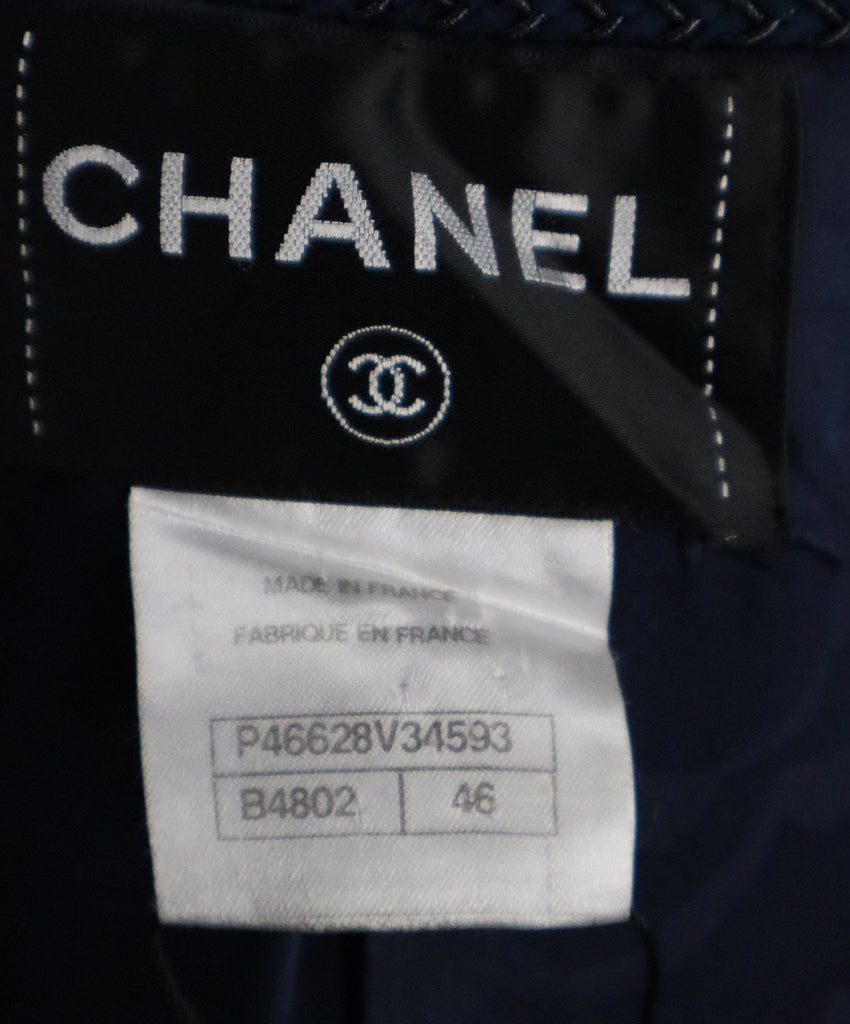 CHANEL
MADE IN FRANCE
FABRIQUE EN FRANCE
P46628V34593
B4802 46